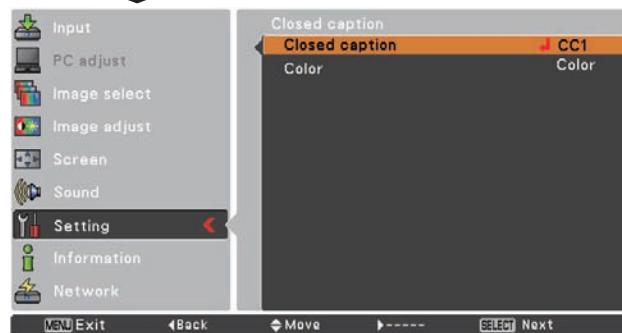 Input
PC adjust
Image select
Image adjust
Screen
Sound
Setting
Information
Network
Closed caption
Closed caption CC1
Color Color
MENU Exit Back Move ----- SELECT Next